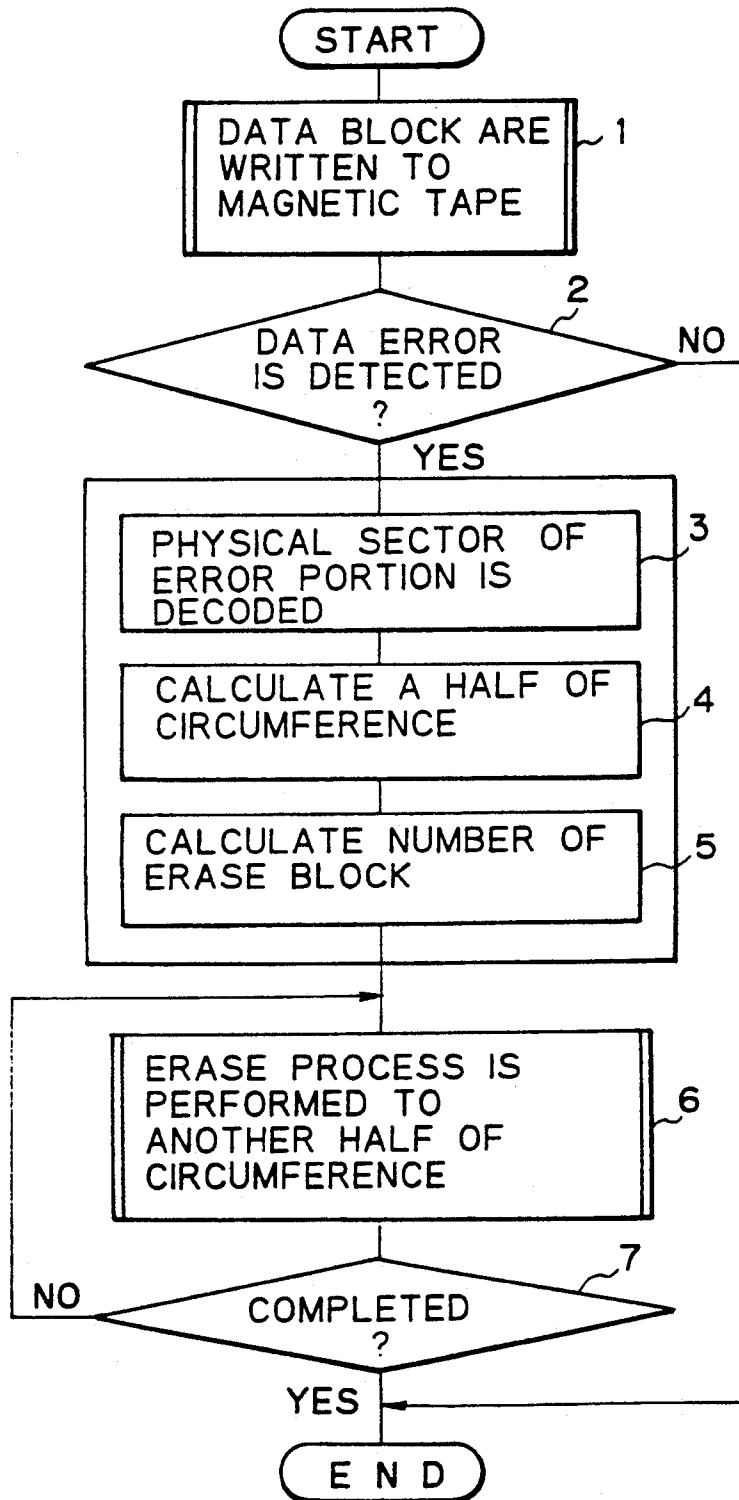 START
DATA BLOCK ARE
WRITTEN TO
MAGNETIC TAPE
1
2
DATA ERROR
IS DETECTED
?
NO
YES
PHYSICAL SECTOR OF
ERROR PORTION IS
DECODED
3
CALCULATE A HALF OF
CIRCUMFERENCE
4
CALCULATE NUMBER OF
ERASE BLOCK
5
ERASE PROCESS IS
PERFORMED TO
ANOTHER HALF OF
CIRCUMFERENCE
6
7
NO
COMPLETED
?
YES
END